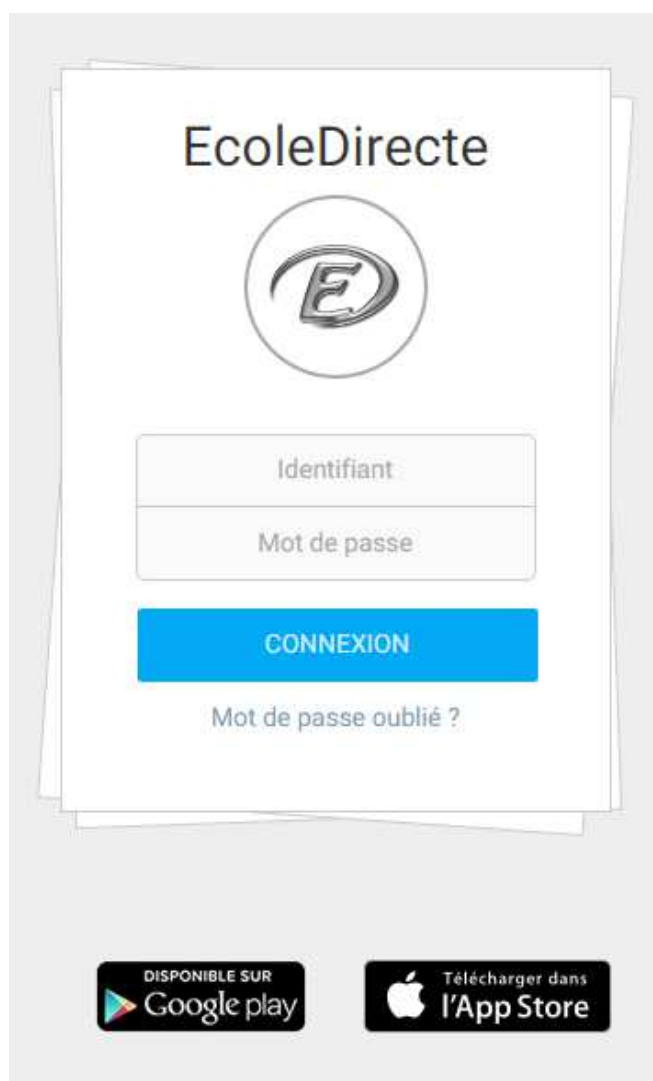 EcoleDirecte
E
Identifiant
Mot de passe
CONNEXION
Mot de passe oublié ?
DISPONIBLE SUR
Google play
Télécharger dans
l'App Store